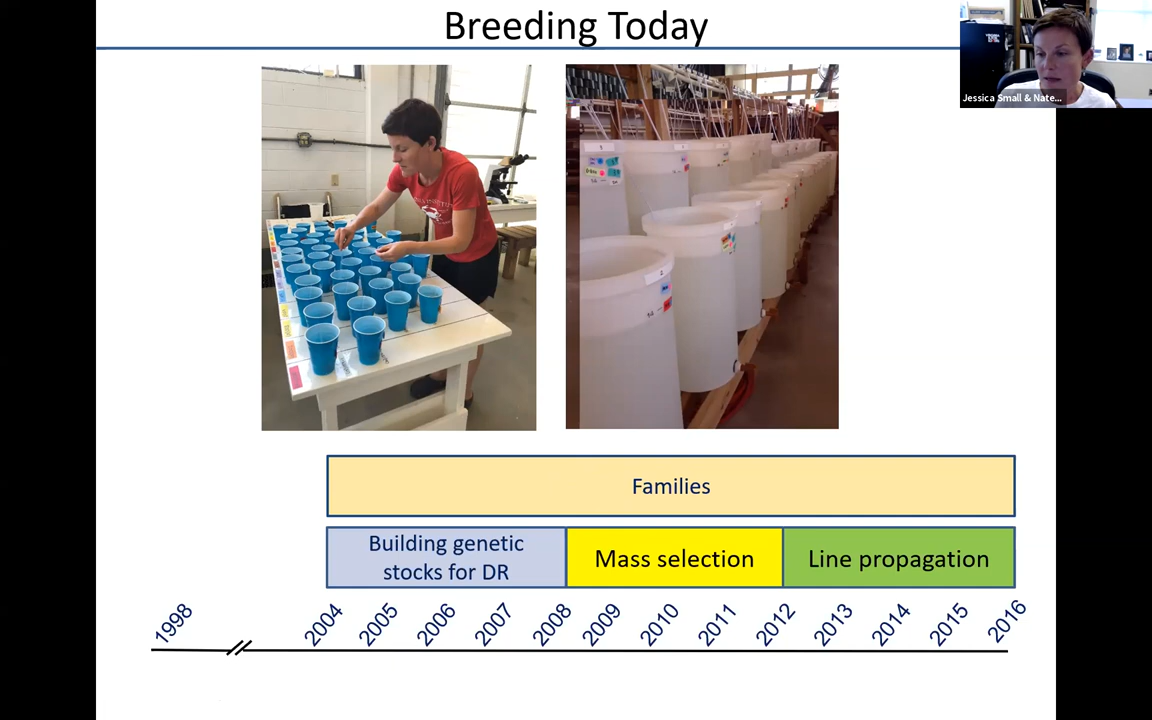 Breeding Today
Jessica Small & Nate...
Families
Building genetic
stocks for DR
Mass selection
Line propagation
1998
2004
2005
2006
2007
2008
2009
2010
2011
2012
2013
2014
2015
2016